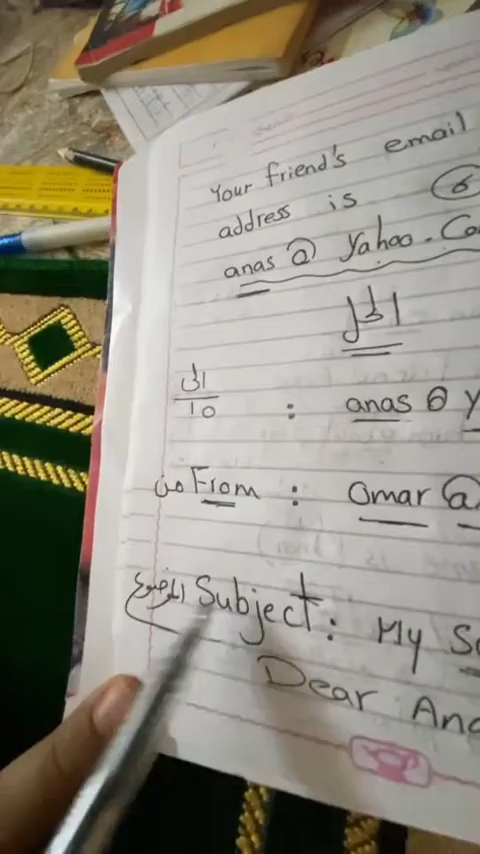 Your friend's email
address is
anas @ Yahoo.Co
الحل
الى
To : anas @ Y
من From : Omar @
الموضوع Subject: My S
Dear Ana